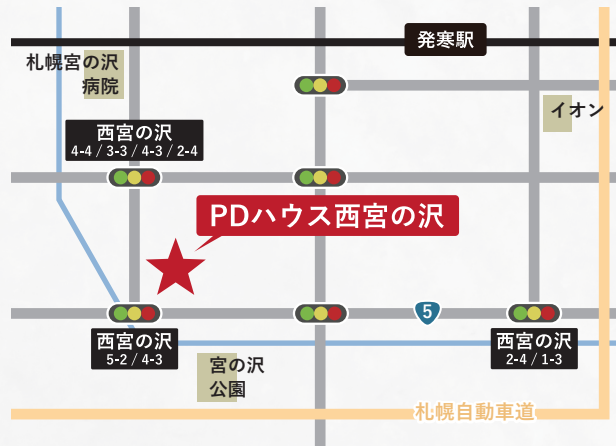 発寒駅
札幌宮の沢
病院
イオン
西宮の沢
4-4 / 3-3 / 4-3 / 2-4
PDハウス西宮の沢
5
西宮の沢
5-2 / 4-3
西宮の沢
2-4 / 1-3
宮の沢
公園
札幌自動車道